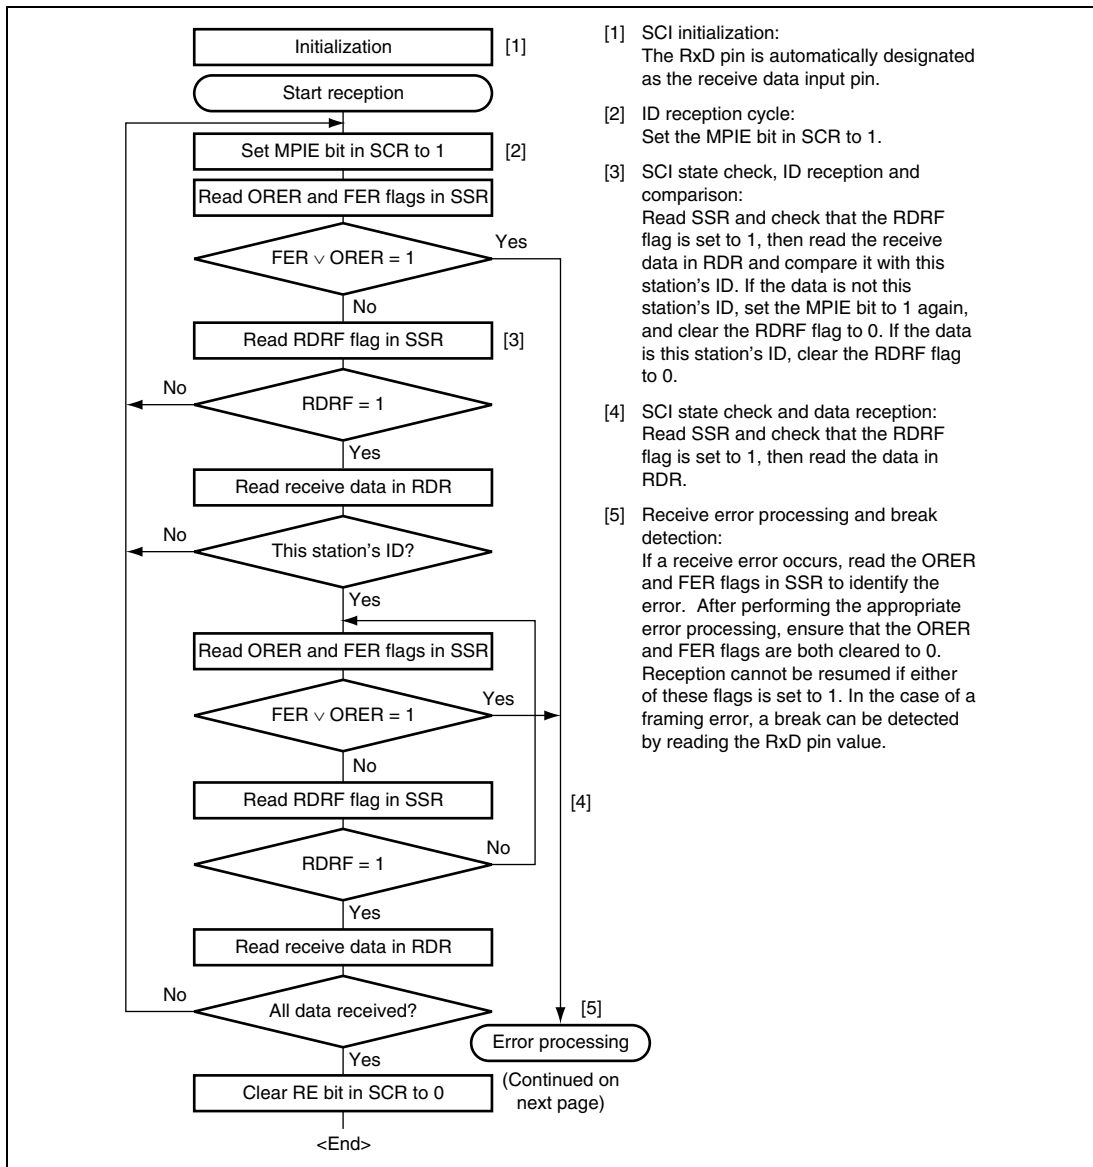 Initialization
[1]
Start reception
Set MPIE bit in SCR to 1
[2]
Read ORER and FER flags in SSR
FER ∨ ORER = 1
Yes
No
Read RDRF flag in SSR
[3]
RDRF = 1
No
Yes
Read receive data in RDR
This station's ID?
No
Yes
Read ORER and FER flags in SSR
FER ∨ ORER = 1
Yes
No
Read RDRF flag in SSR
[4]
RDRF = 1
No
Yes
Read receive data in RDR
All data received?
No
Yes
[5]
Error processing
(Continued on
next page)
Clear RE bit in SCR to 0
<End>
[1] SCI initialization:
The RxD pin is automatically designated
as the receive data input pin.
[2] ID reception cycle:
Set the MPIE bit in SCR to 1.
[3] SCI state check, ID reception and
comparison:
Read SSR and check that the RDRF
flag is set to 1, then read the receive
data in RDR and compare it with this
station's ID. If the data is not this
station's ID, set the MPIE bit to 1 again,
and clear the RDRF flag to 0. If the data
is this station's ID, clear the RDRF flag
to 0.
[4] SCI state check and data reception:
Read SSR and check that the RDRF
flag is set to 1, then read the data in
RDR.
[5] Receive error processing and break
detection:
If a receive error occurs, read the ORER
and FER flags in SSR to identify the
error. After performing the appropriate
error processing, ensure that the ORER
and FER flags are both cleared to 0.
Reception cannot be resumed if either
of these flags is set to 1. In the case of a
framing error, a break can be detected
by reading the RxD pin value.